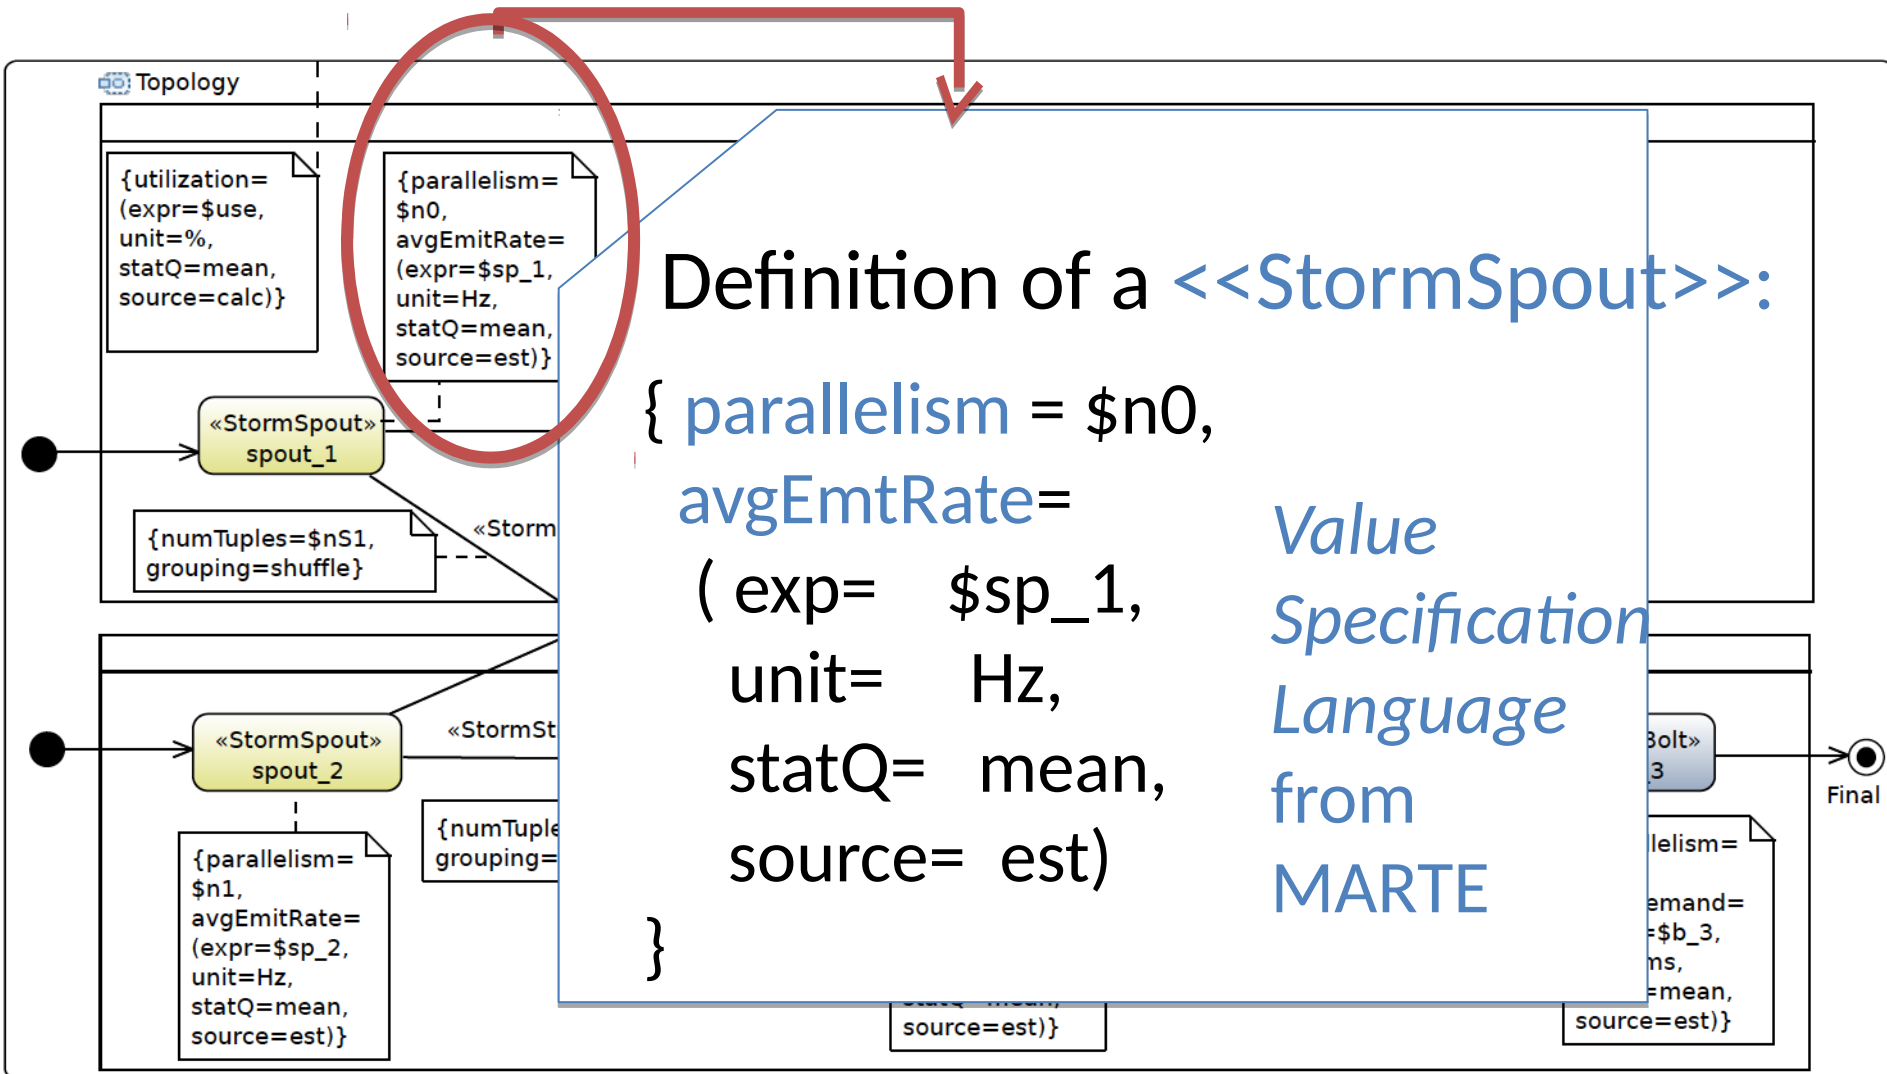 Topology
{utilization=
(expr=$use,
unit=%,
statQ=mean,
source=calc)}
{parallelism=
$n0,
avgEmitRate=
(expr=$sp_1,
unit=Hz,
statQ=mean,
source=est)}
«StormSpout»
spout_1
{numTuples=$nS1,
grouping=shuffle}
«Storm
Definition of a <<StormSpout>>:
{ parallelism = $n0,
avgEmtRate=
( exp= $sp_1,
unit= Hz,
statQ= mean,
source= est)
}
Value
Specification
Language
from
MARTE
«StormSpout»
spout_2
«StormSt
{numTuple
grouping=
{parallelism=
$n1,
avgEmitRate=
(expr=$sp_2,
unit=Hz,
statQ=mean,
source=est)}
source=est)}
Bolt»
_3
Final
llelism=
emand=
=$b_3,
ms,
=mean,
source=est)}